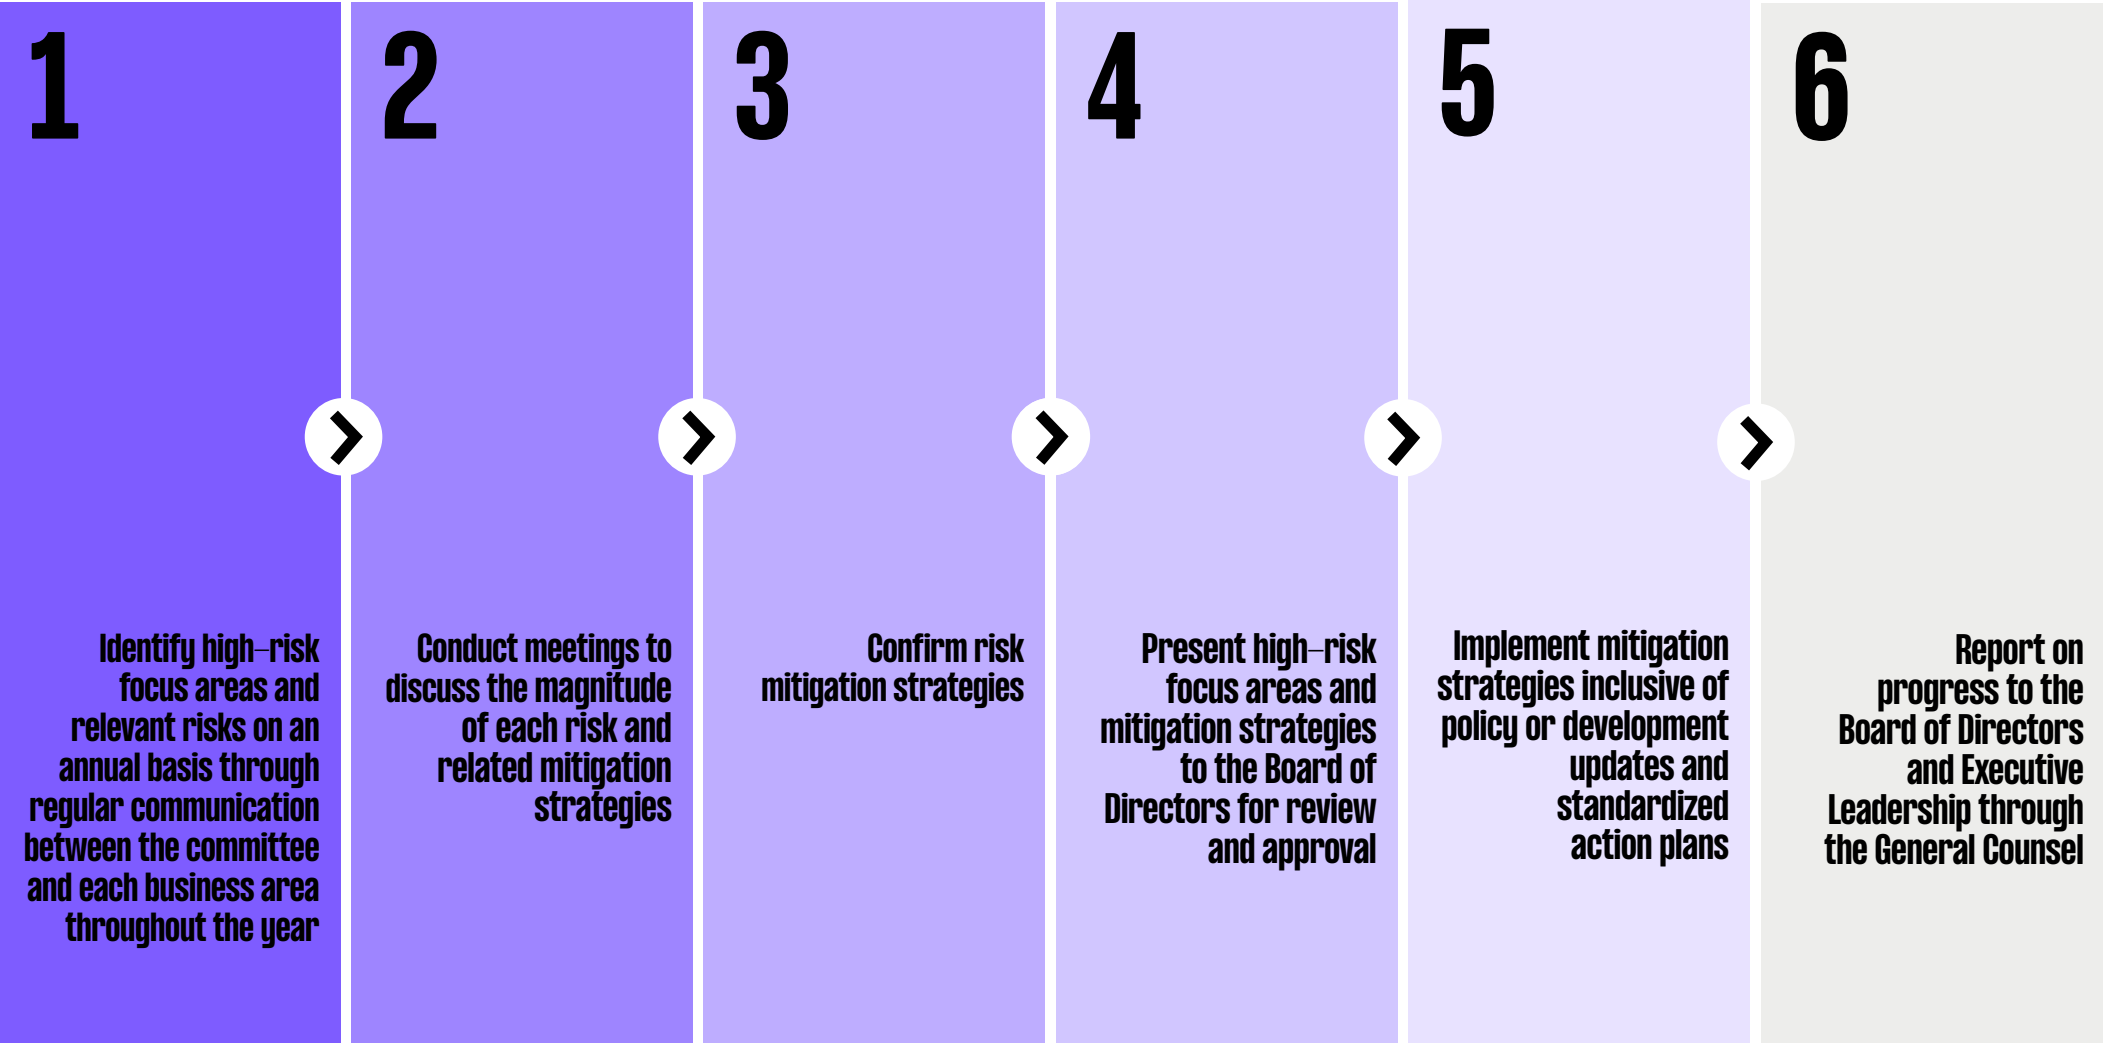 1
Identify high-risk
focus areas and
relevant risks on an
annual basis through
regular communication
between the committee
and each business area
throughout the year
2
Conduct meetings to
discuss the magnitude
of each risk and
related mitigation
strategies
3
Confirm risk
mitigation strategies
4
Present high-risk
focus areas and
mitigation strategies
to the Board of
Directors for review
and approval
5
Implement mitigation
strategies inclusive of
policy or development
updates and
standardized
action plans
6
Report on
progress to the
Board of Directors
and Executive
Leadership through
the General Counsel